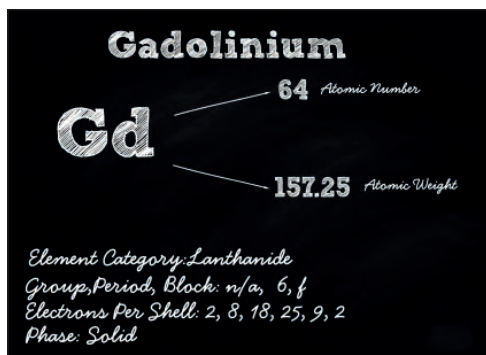 Gadolinium
64 Atomic Number
Gd
157.25 Atomic Weight
Element Category:Lanthanide
Group,Period, Block: n/a, 6, f
Electrons Per Shell: 2, 8, 18, 25, 9, 2
Phase: Solid